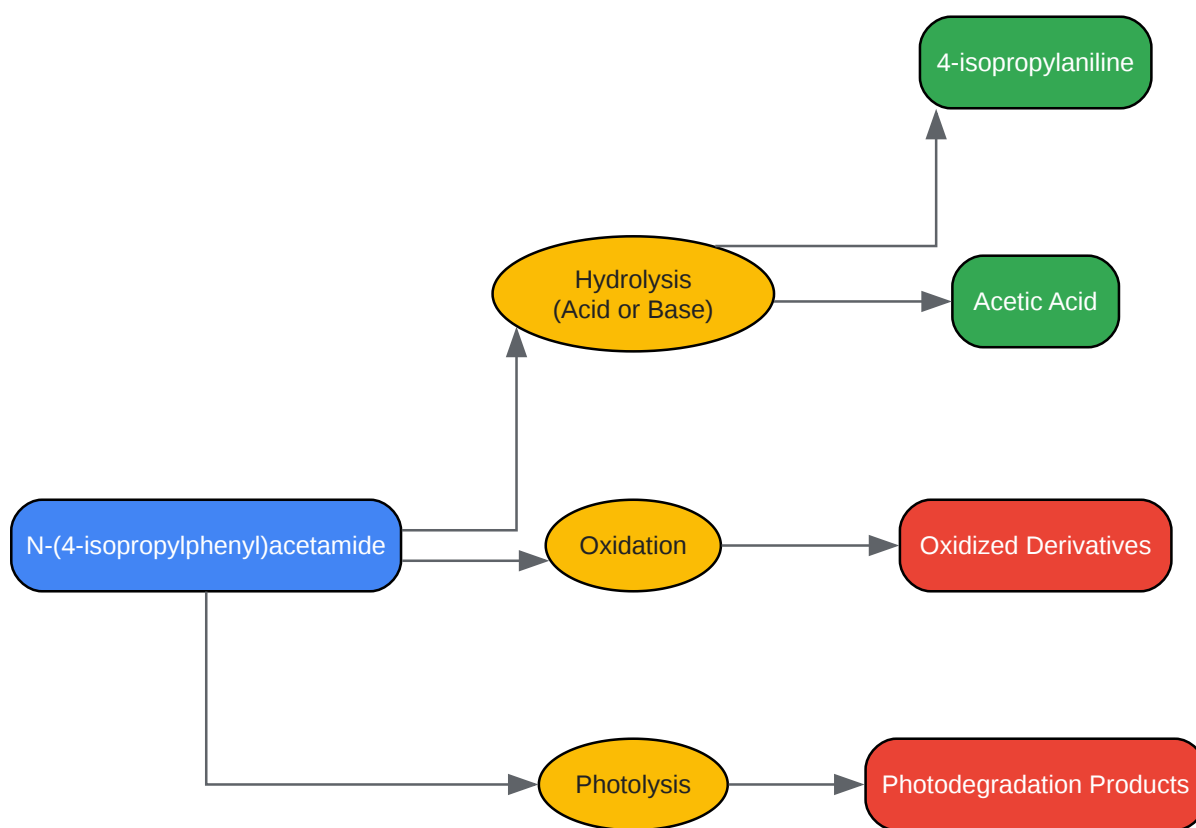 4-isopropylaniline
Hydrolysis
(Acid or Base)
Acetic Acid
N-(4-isopropylphenyl)acetamide
Oxidation
Oxidized Derivatives
Photolysis
Photodegradation Products